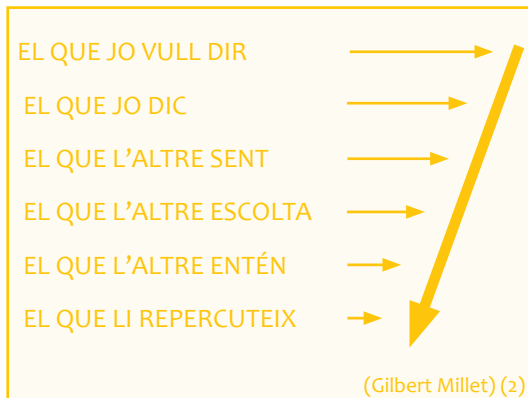 EL QUE JO VULL DIR
EL QUE JO DIC
EL QUE L’ALTRE SENT
EL QUE L’ALTRE ESCOLTA
EL QUE L’ALTRE ENTÉN
EL QUE LI REPERCUTEIX
(Gilbert Millet) (2)